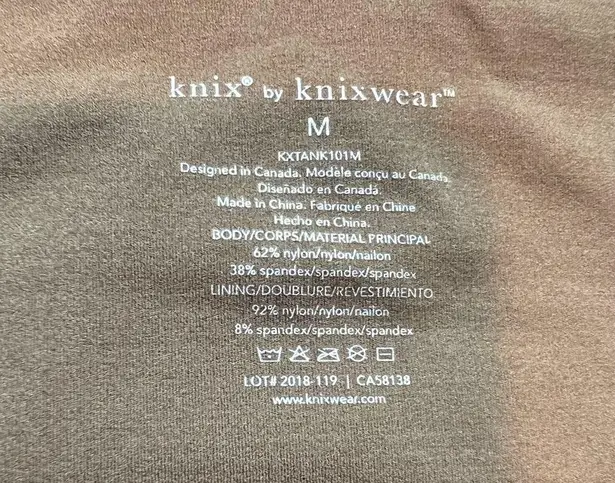 knix® by knixwear™
M
KXTANK101M
Designed in Canada. Modèle conçu au Canada.
Diseñado en Canadá.
Made in China. Fabriqué en Chine
Hecho en China.
BODY/CORPS/MATERIAL PRINCIPAL
62% nylon/nylon/nailon
38% spandex/spandex/spandex
LINING/DOUBLURE/REVESTIMIENTO
92% nylon/nylon/nailon
8% spandex/spandex/spandex
LOT# 2018-119 | CA58138
www.knixwear.com